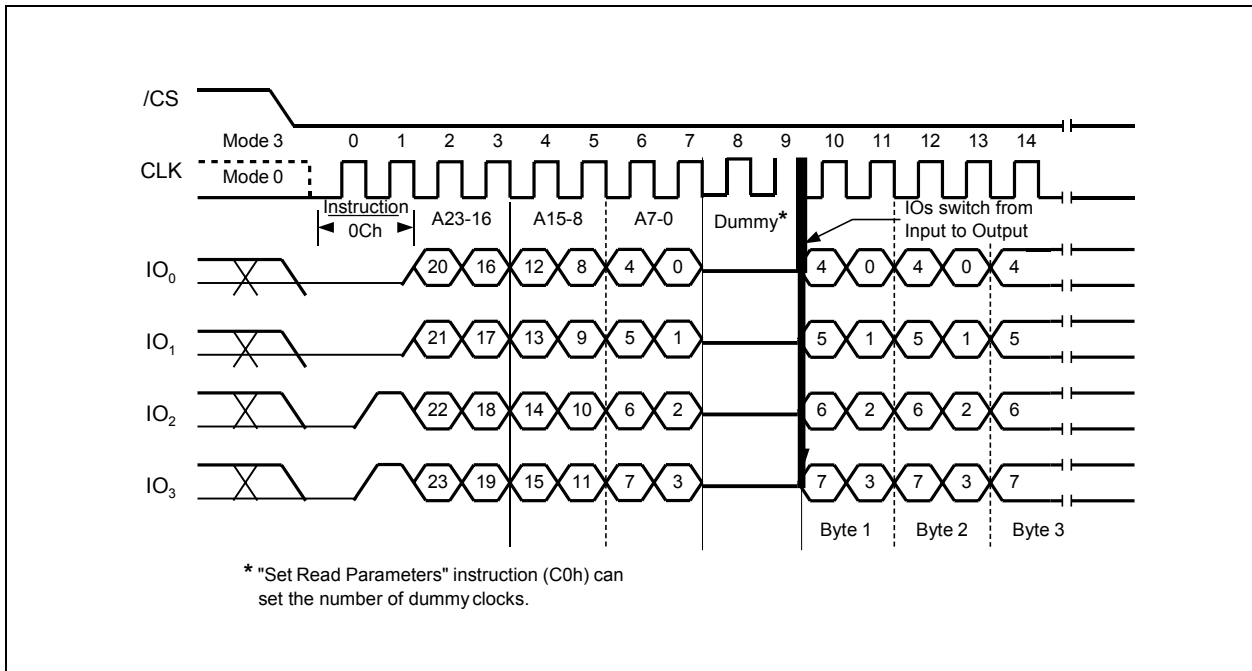 /CS
Mode 3 0 1 2 3 4 5 6 7 8 9 10 11 12 13 14
CLK Mode 0
Instruction
0Ch
A23-16 A15-8 A7-0 Dummy*
IOs switch from
Input to Output
IO0 20 16 12 8 4 0 4 0 4 0 4
IO1 21 17 13 9 5 1 5 1 5 1 5
IO2 22 18 14 10 6 2 6 2 6 2 6
IO3 23 19 15 11 7 3 7 3 7 3 7
Byte 1 Byte 2 Byte 3
* "Set Read Parameters" instruction (C0h) can
set the number of dummy clocks.